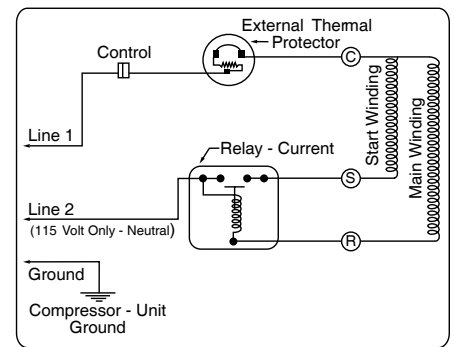 External Thermal
Protector
Control
C
Start Winding
Main Winding
Line 1
Relay - Current
S
Line 2
(115 Volt Only - Neutral)
R
Ground
Compressor - Unit
Ground